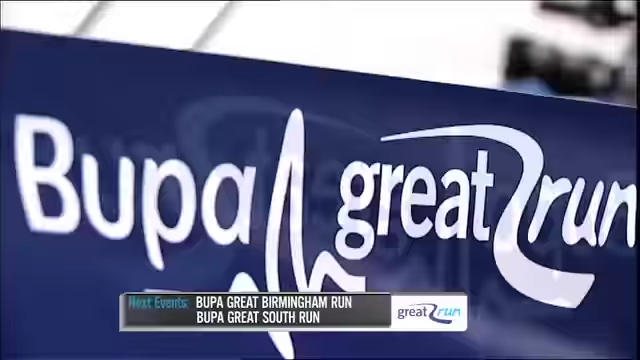 Bupa great run
Next Events: BUPA GREAT BIRMINGHAM RUN
BUPA GREAT SOUTH RUN
great run